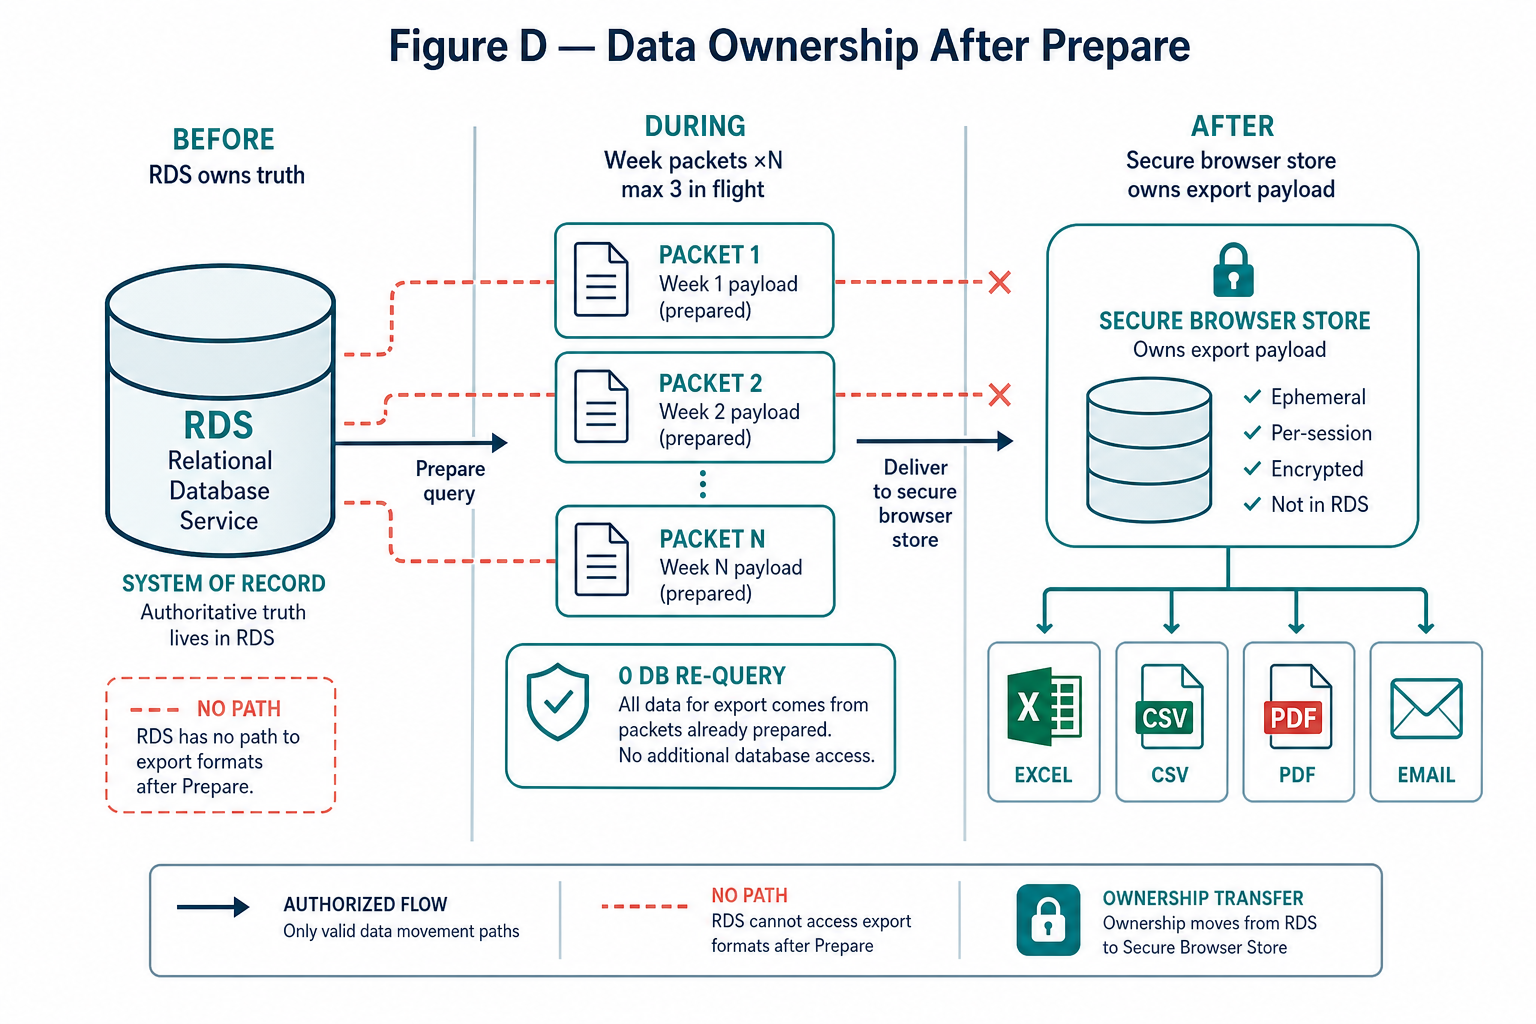 Figure D — Data Ownership After Prepare
BEFORE
RDS owns truth
RDS
Relational
Database
Service
SYSTEM OF RECORD
Authoritative truth
lives in RDS
NO PATH
RDS has no path to
export formats
after Prepare.
Prepare
query
DURING
Week packets ×N
max 3 in flight
PACKET 1
Week 1 payload
(prepared)
PACKET 2
Week 2 payload
(prepared)
PACKET N
Week N payload
(prepared)
0 DB RE-QUERY
All data for export comes from
packets already prepared.
No additional database access.
Deliver
to secure
browser
store
AFTER
Secure browser store
owns export payload
SECURE BROWSER STORE
Owns export payload
Ephemeral
Per-session
Encrypted
Not in RDS
X
EXCEL
CSV
CSV
PDF
PDF
EMAIL
AUTHORIZED FLOW
Only valid data movement paths
NO PATH
RDS cannot access export
formats after Prepare
OWNERSHIP TRANSFER
Ownership moves from RDS
to Secure Browser Store